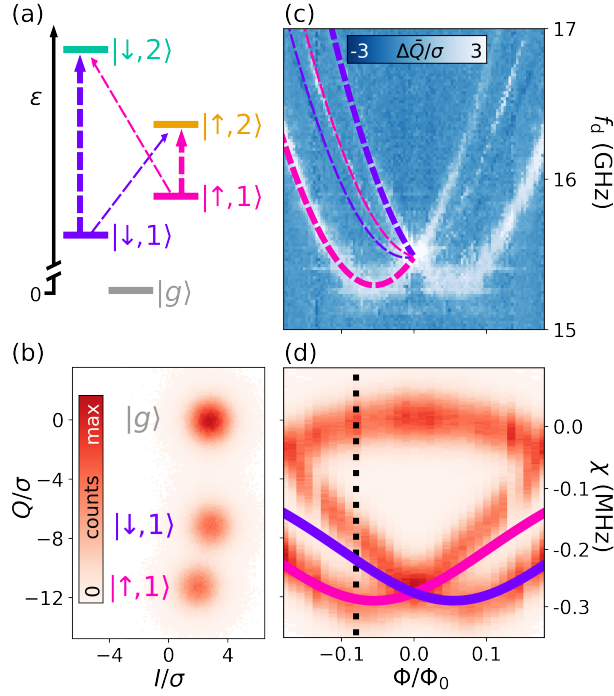 (a)
|↓,2⟩
ε
|↑,2⟩
|↑,1⟩
|↓,1⟩
|g⟩
0
(c)
-3 ΔQ̄/σ 3
17
16
15
f_d (GHz)
(b)
|g⟩
|↓,1⟩
|↑,1⟩
0 counts max
Q/σ
0
−4
−8
−12
−4 0 4
I/σ
(d)
0.0
-0.1
-0.2
-0.3
χ (MHz)
−0.1 0.0 0.1
Φ/Φ₀